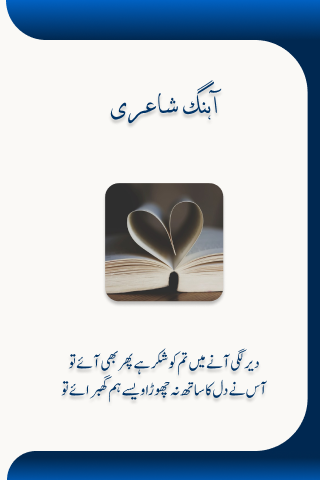 آہنگ شاعری
دیر لگی آنے میں تم کو شکر ہے پھر بھی آئے تو
آس نے دل کا ساتھ نہ چھوڑا ویسے ہم گھبرائے تو